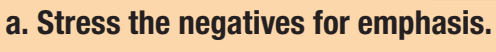 a. Stress the negatives for emphasis.